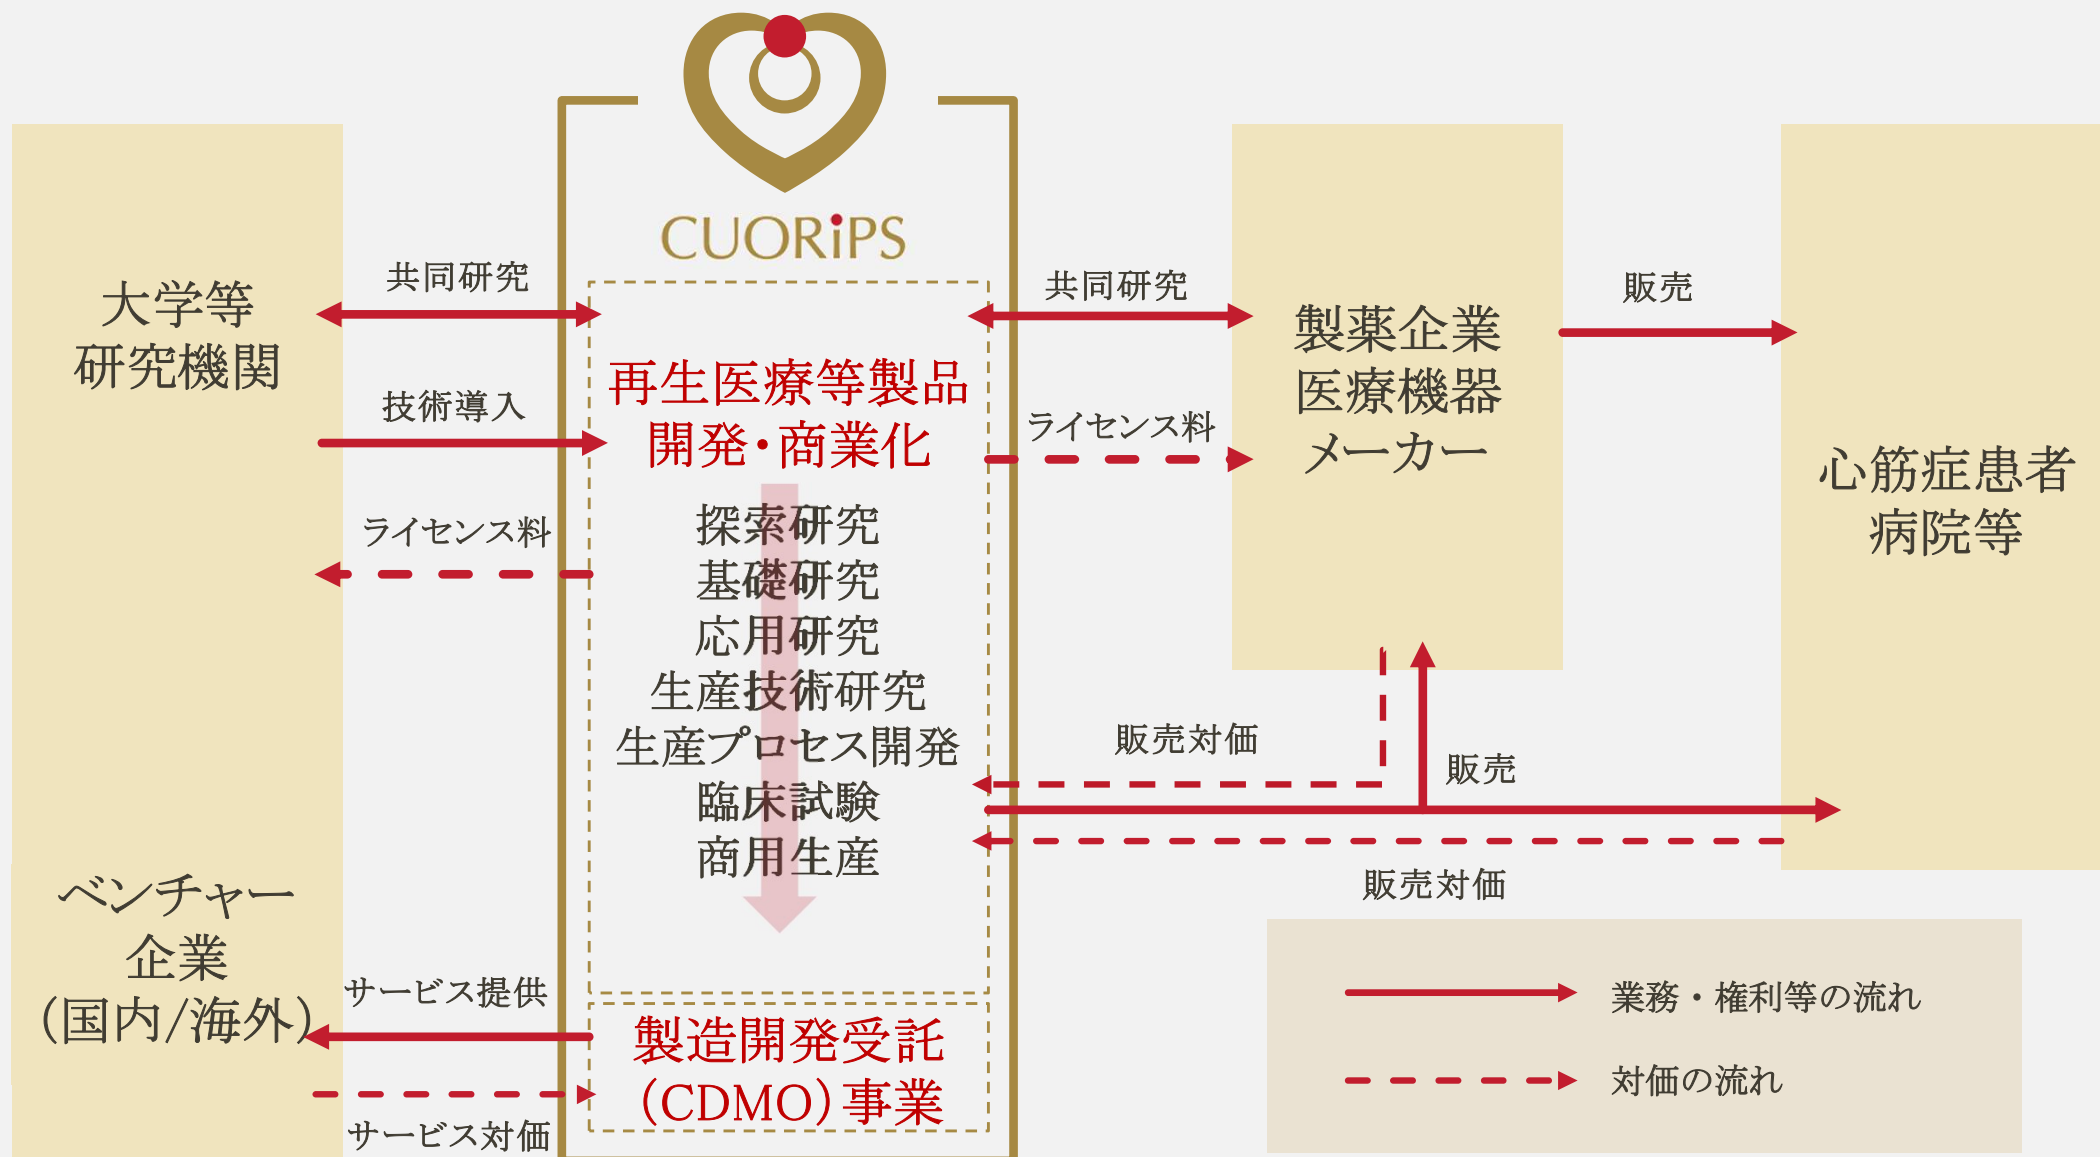 CUORiPS
大学等
研究機関
共同研究
技術導入
ライセンス料
ベンチャー
企業
（国内/海外）
サービス提供
サービス対価
再生医療等製品
開発・商業化
探索研究
基礎研究
応用研究
生産技術研究
生産プロセス開発
臨床試験
商用生産
製造開発受託
（CDMO）事業
共同研究
ライセンス料
製薬企業
医療機器
メーカー
販売
心筋症患者
病院等
販売対価
販売
販売対価
業務・権利等の流れ
対価の流れ